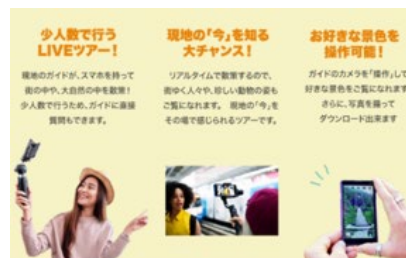 少人数で行う
LIVEツアー！
現地のガイドが、スマホを持って
街の中や、大自然の中を散策！
少人数で行うため、ガイドに直接
質問もできます。
現地の「今」を知る
大チャンス！
リアルタイムで散策するので、
街ゆく人々や、珍しい動物の姿も
ご覧になれます。 現地の「今」を
その場で感じられるツアーです。
お好きな景色を
操作可能！
ガイドのカメラを「操作」して
好きな景色をご覧になれます
さらに、写真を撮って
ダウンロード出来ます